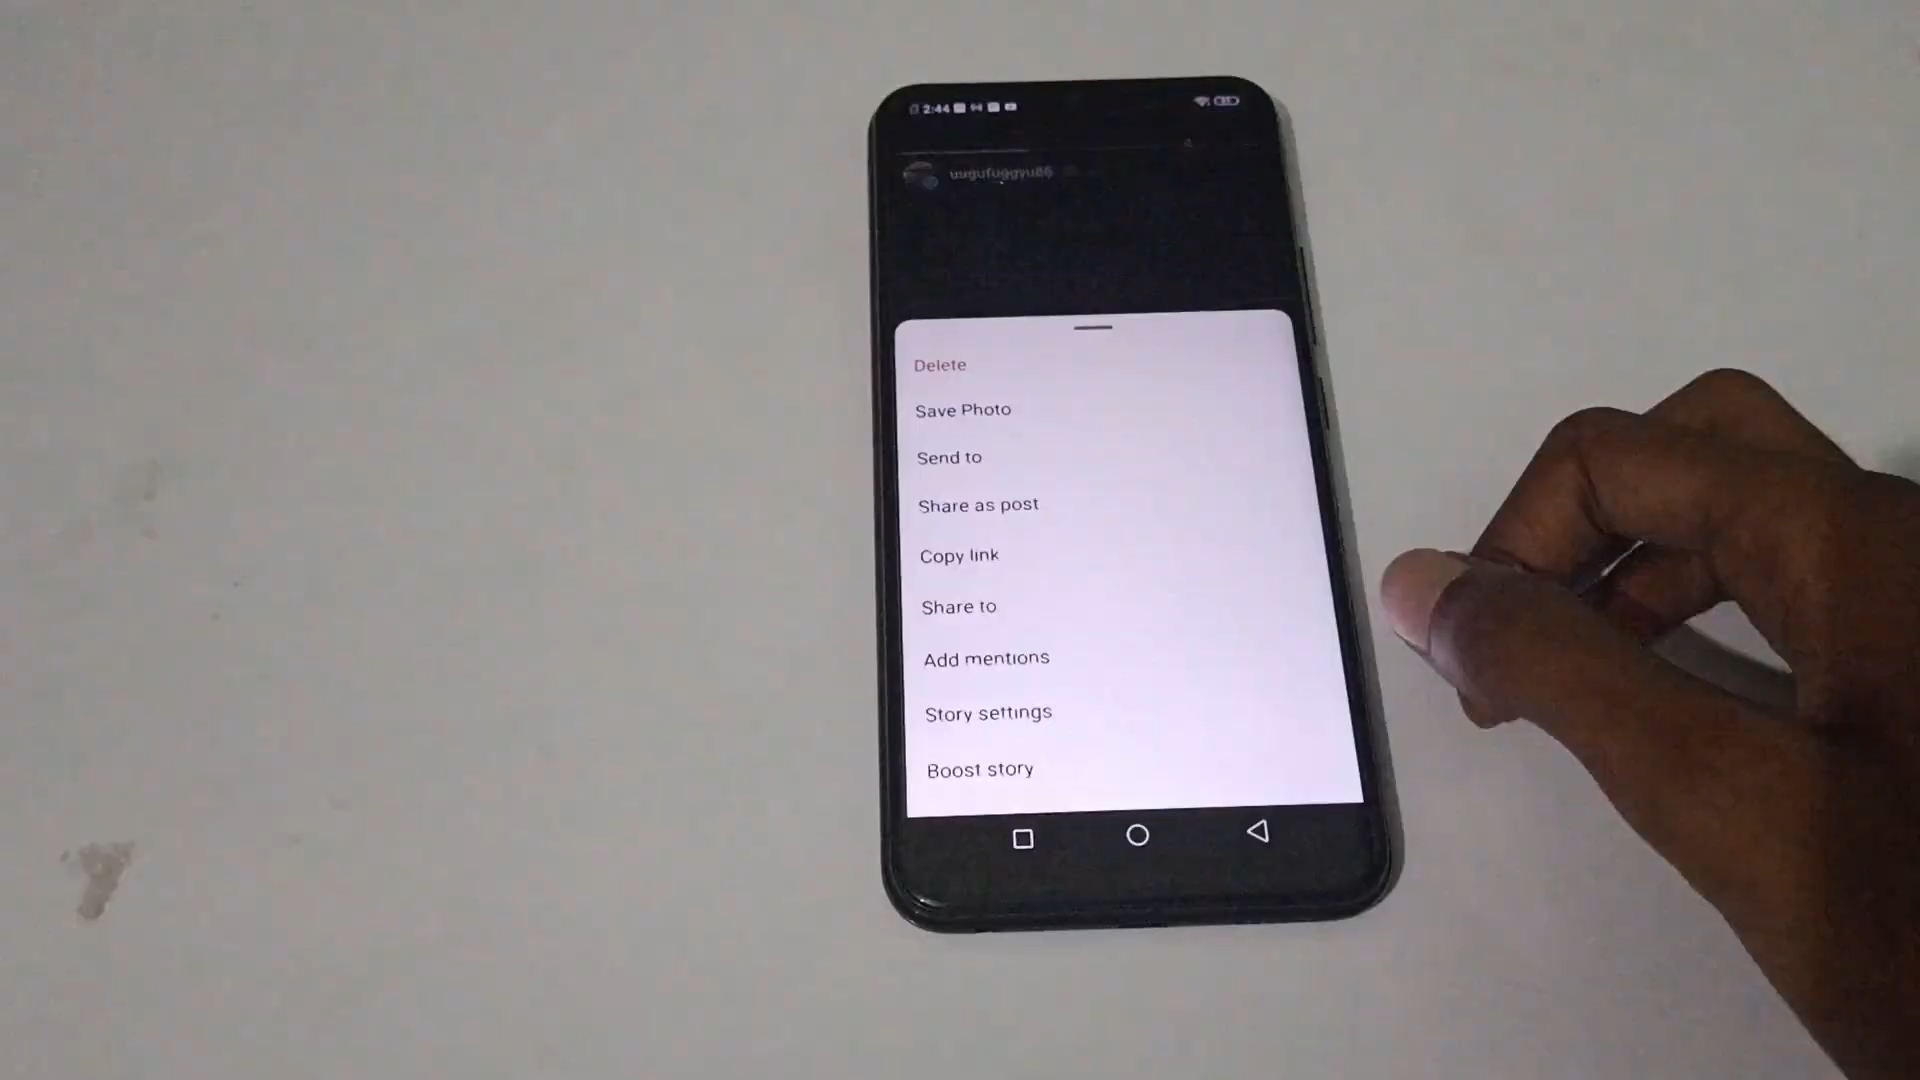 2:44
uugufuggyu86
Delete
Save Photo
Send to
Share as post
Copy link
Share to
Add mentions
Story settings
Boost story